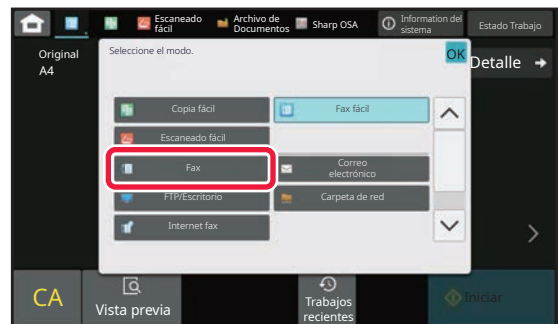 Escaneado fácil
Archivo de Documentos
Sharp OSA
Information del sistema
Estado Trabajo
Original
A4
Seleccione el modo.
OK
Detalle
Copia fácil
Fax fácil
Escaneado fácil
Fax
Correo electrónico
FTP/Escritorio
Carpeta de red
Internet fax
CA
Vista previa
Trabajos recientes
Iniciar